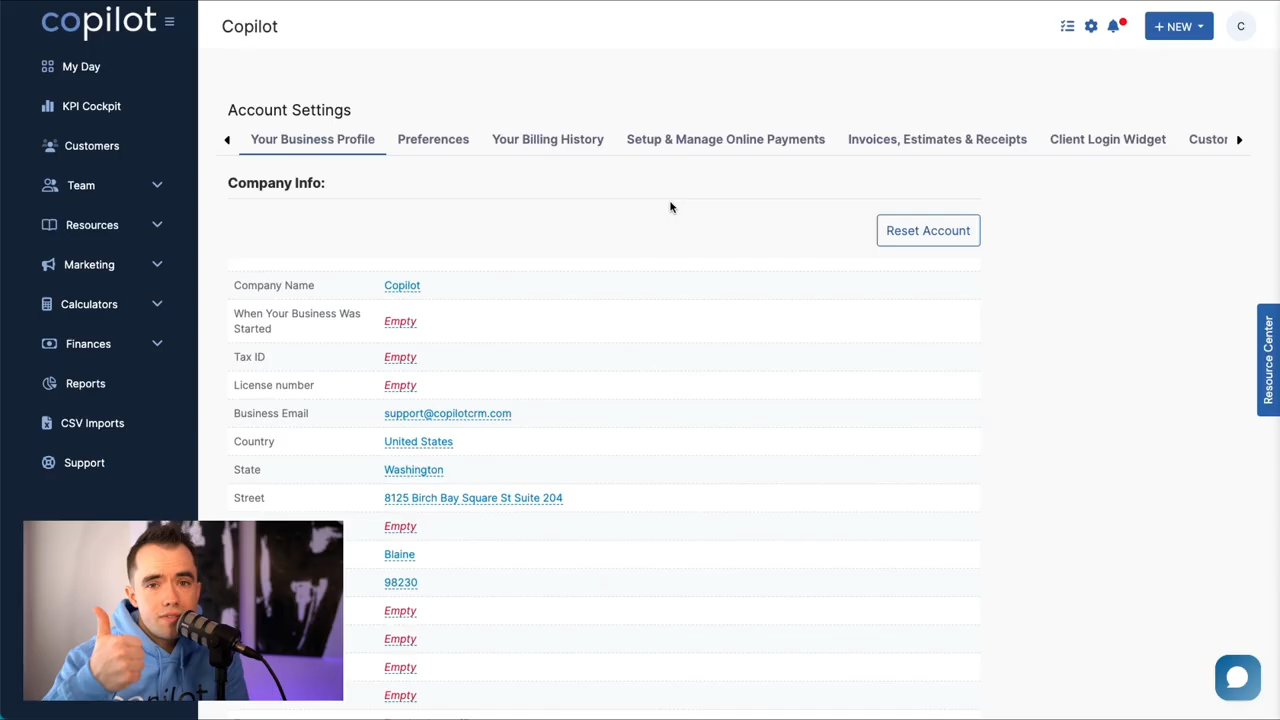 copilot
Copilot
+ NEW
C
My Day
KPI Cockpit
Customers
Team
Resources
Marketing
Calculators
Finances
Reports
CSV Imports
Support
Account Settings
Your Business Profile Preferences Your Billing History Setup & Manage Online Payments Invoices, Estimates & Receipts Client Login Widget Custor
Company Info:
Reset Account
Company Name Copilot
When Your Business Was
Started Empty
Tax ID Empty
License number Empty
Business Email support@copilotcrm.com
Country United States
State Washington
Street 8125 Birch Bay Square St Suite 204
Empty
Blaine
98230
Empty
Empty
Empty
Empty
Resource Center
copilot